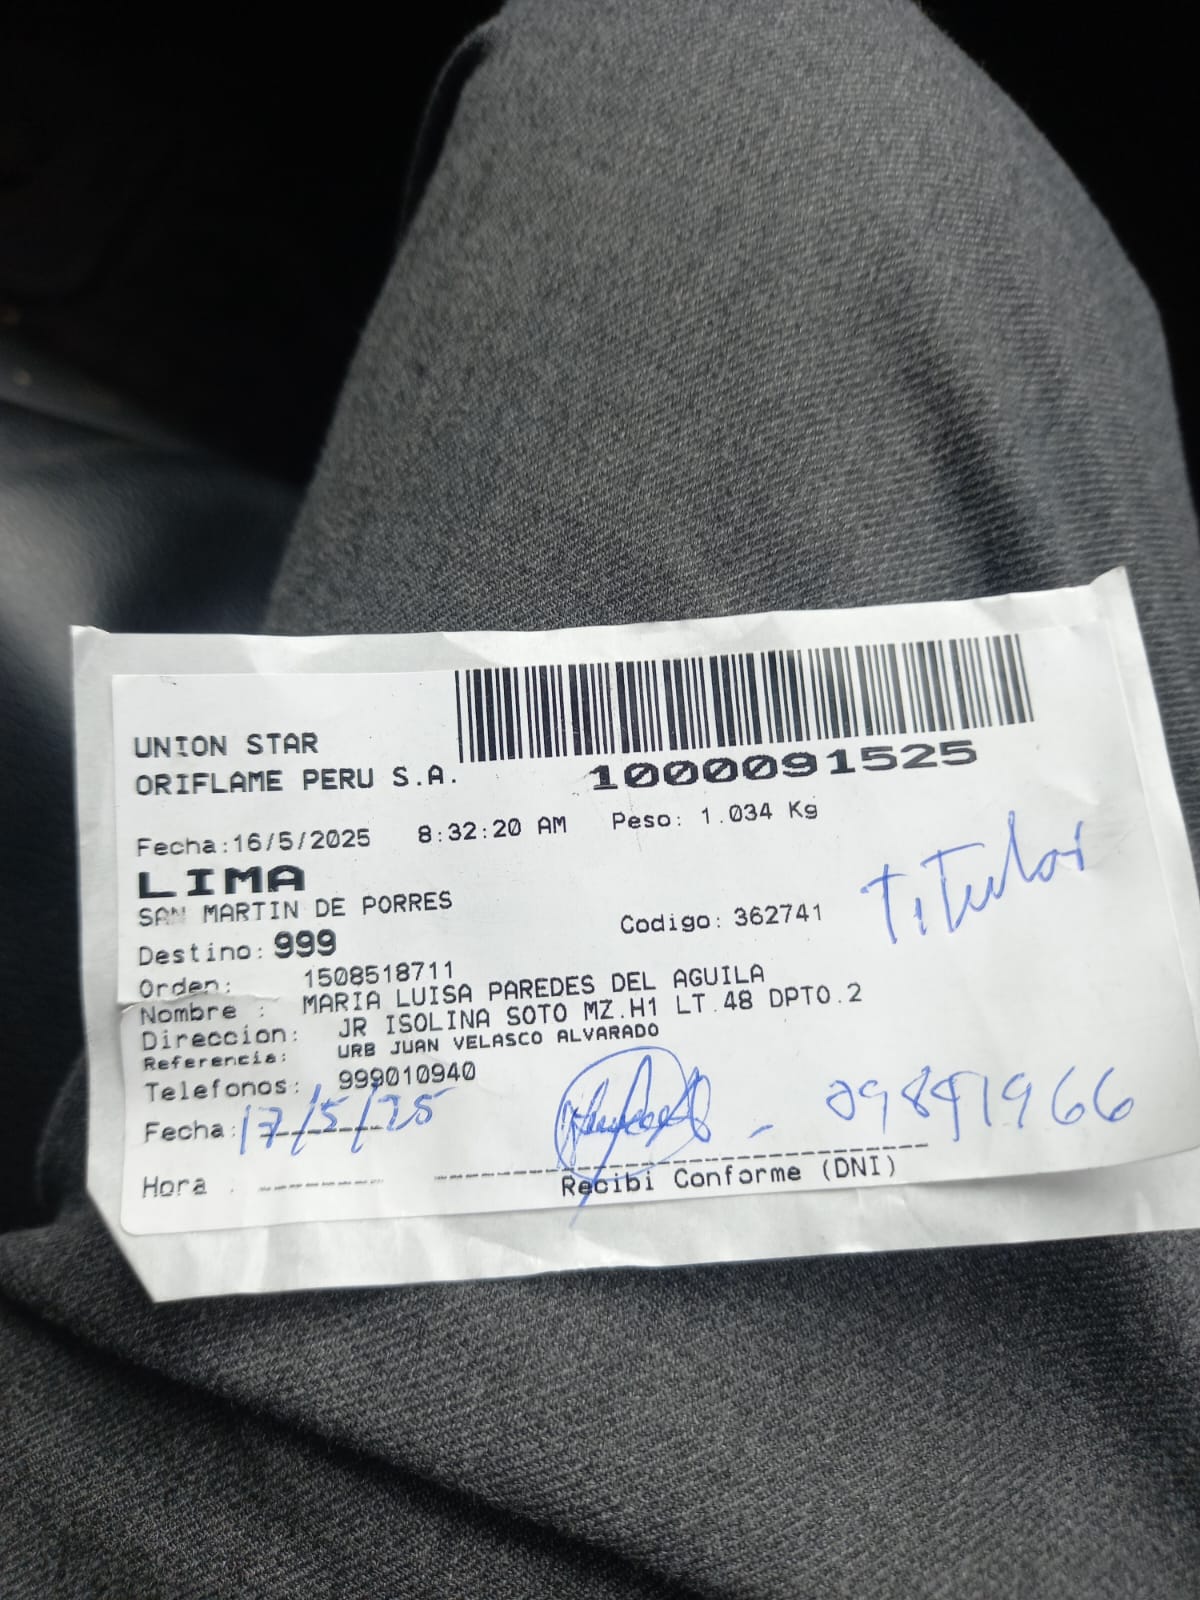 UNION STAR
ORIFLAME PERU S.A.
1000091525
Fecha:16/5/2025 8:32:20 AM Peso: 1.034 Kg
LIMA
SAN MARTIN DE PORRES
Titular
Destino: 999 Codigo: 362741
Orden: 1508518711
Nombre : MARIA LUISA PAREDES DEL AGUILA
Direccion: JR ISOLINA SOTO MZ.H1 LT.48 DPTO.2
Referencia: URB JUAN VELASCO ALVARADO
Telefonos: 999010940
Fecha: 17/5/25
Hora :
Recibi Conforme (DNI)